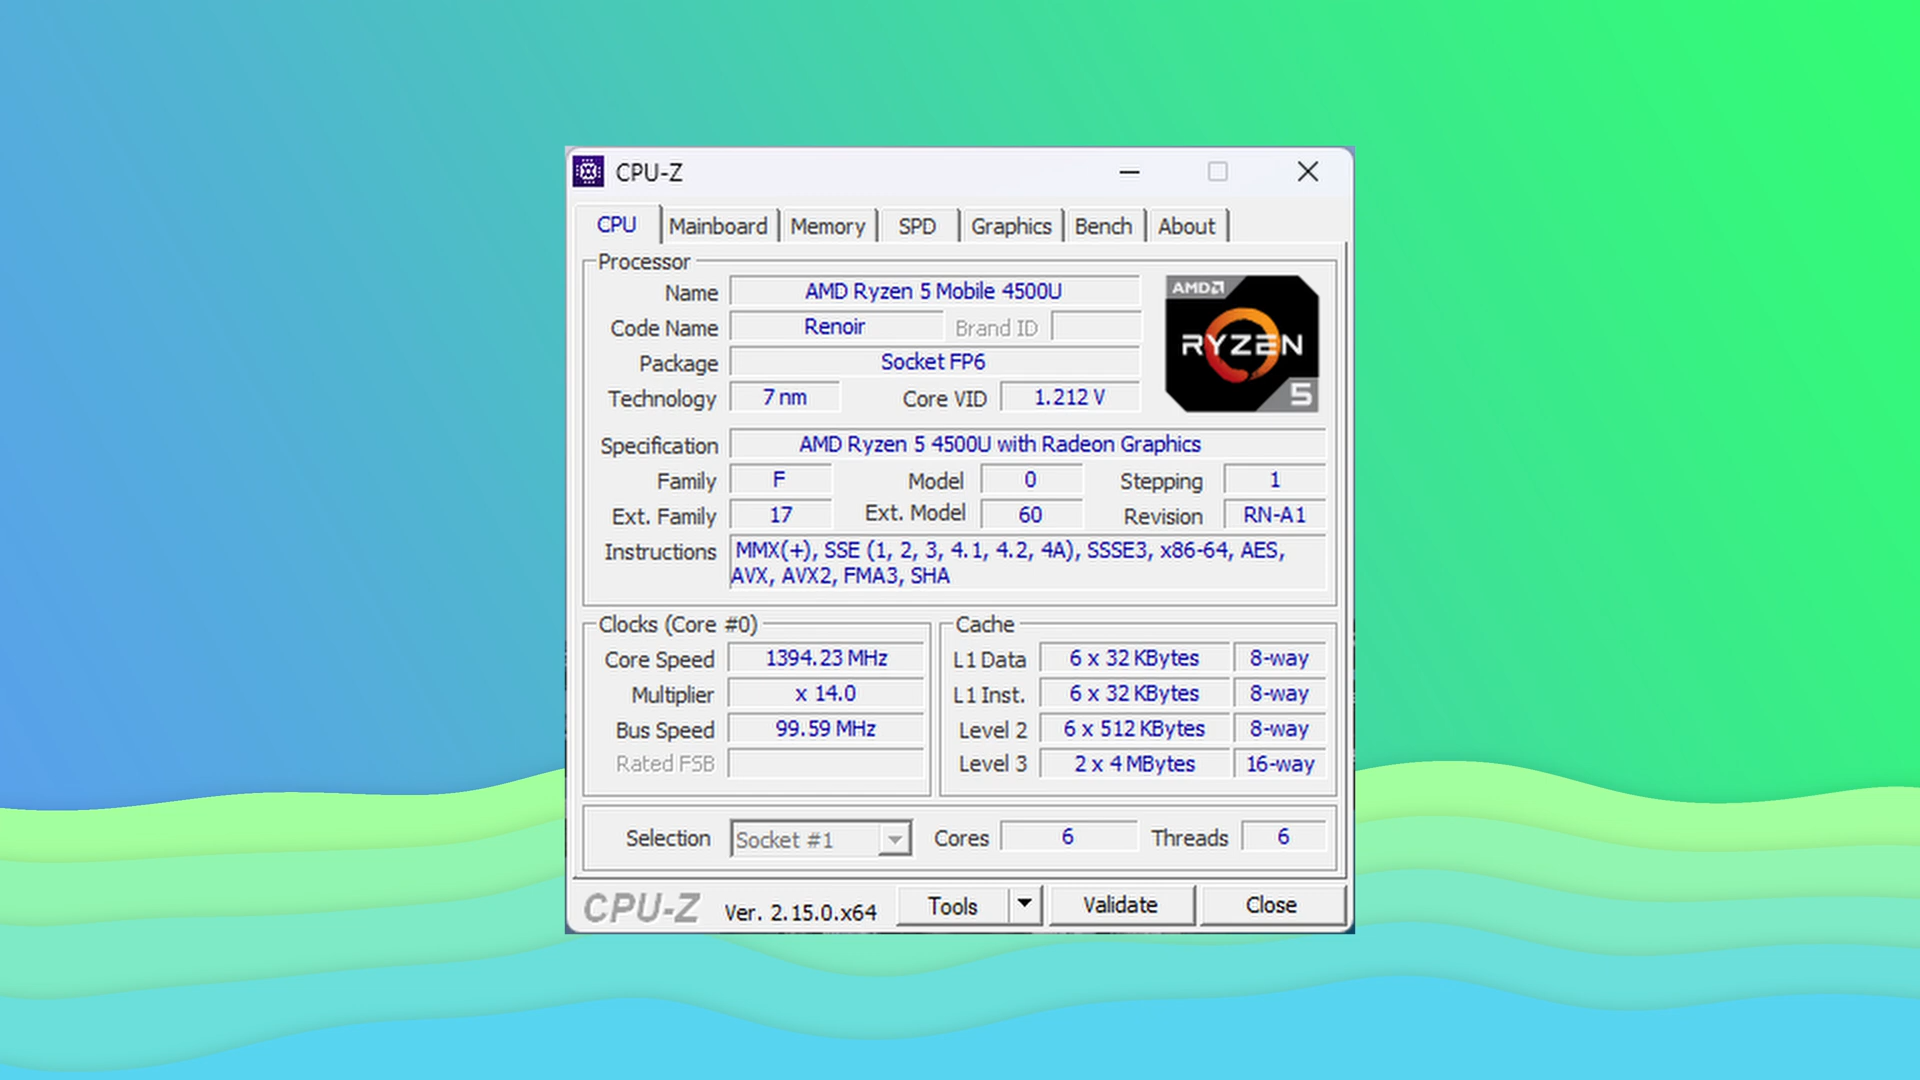 CPU-Z
CPU Mainboard Memory SPD Graphics Bench About
Processor
Name AMD Ryzen 5 Mobile 4500U
Code Name Renoir Brand ID
Package Socket FP6
Technology 7 nm Core VID 1.212 V
AMD
RYZEN
5
Specification AMD Ryzen 5 4500U with Radeon Graphics
Family F Model 0 Stepping 1
Ext. Family 17 Ext. Model 60 Revision RN-A1
Instructions MMX(+), SSE (1, 2, 3, 4.1, 4.2, 4A), SSSE3, x86-64, AES,
AVX, AVX2, FMA3, SHA
Clocks (Core #0)
Core Speed 1394.23 MHz
Multiplier x 14.0
Bus Speed 99.59 MHz
Rated FSB
Cache
L1 Data 6 x 32 KBytes 8-way
L1 Inst. 6 x 32 KBytes 8-way
Level 2 6 x 512 KBytes 8-way
Level 3 2 x 4 MBytes 16-way
Selection Socket #1 Cores 6 Threads 6
CPU-Z Ver. 2.15.0.x64 Tools Validate Close